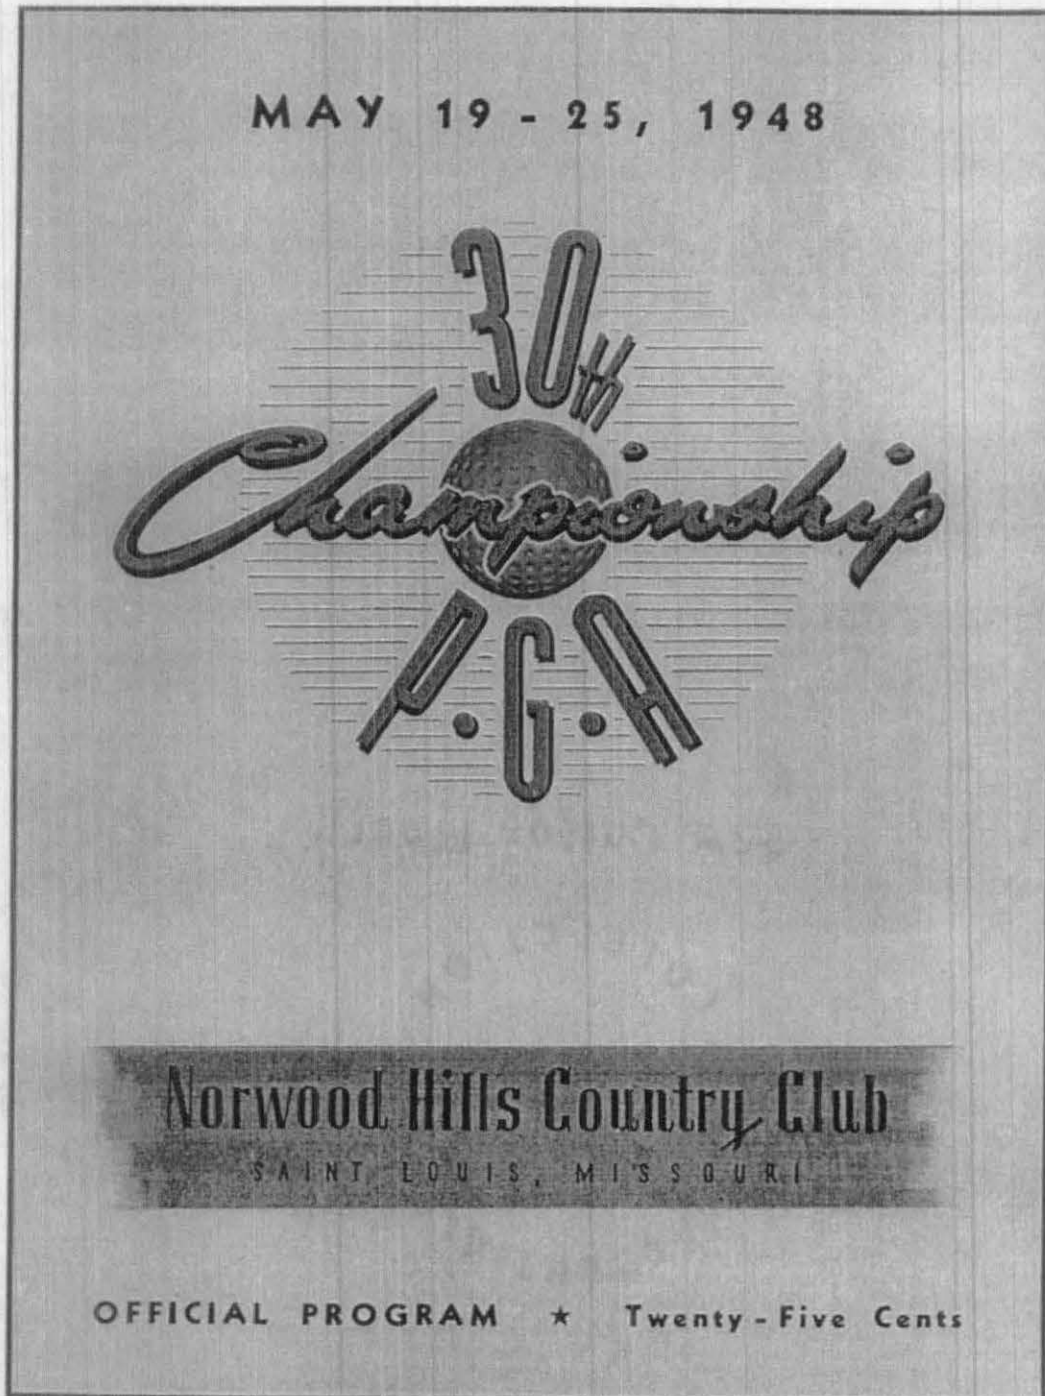 MAY 19 - 25, 1948
30th
Championship
P.G.A
Norwood Hills Country Club
SAINT LOUIS, MISSOURI
OFFICIAL PROGRAM ★ Twenty-Five Cents